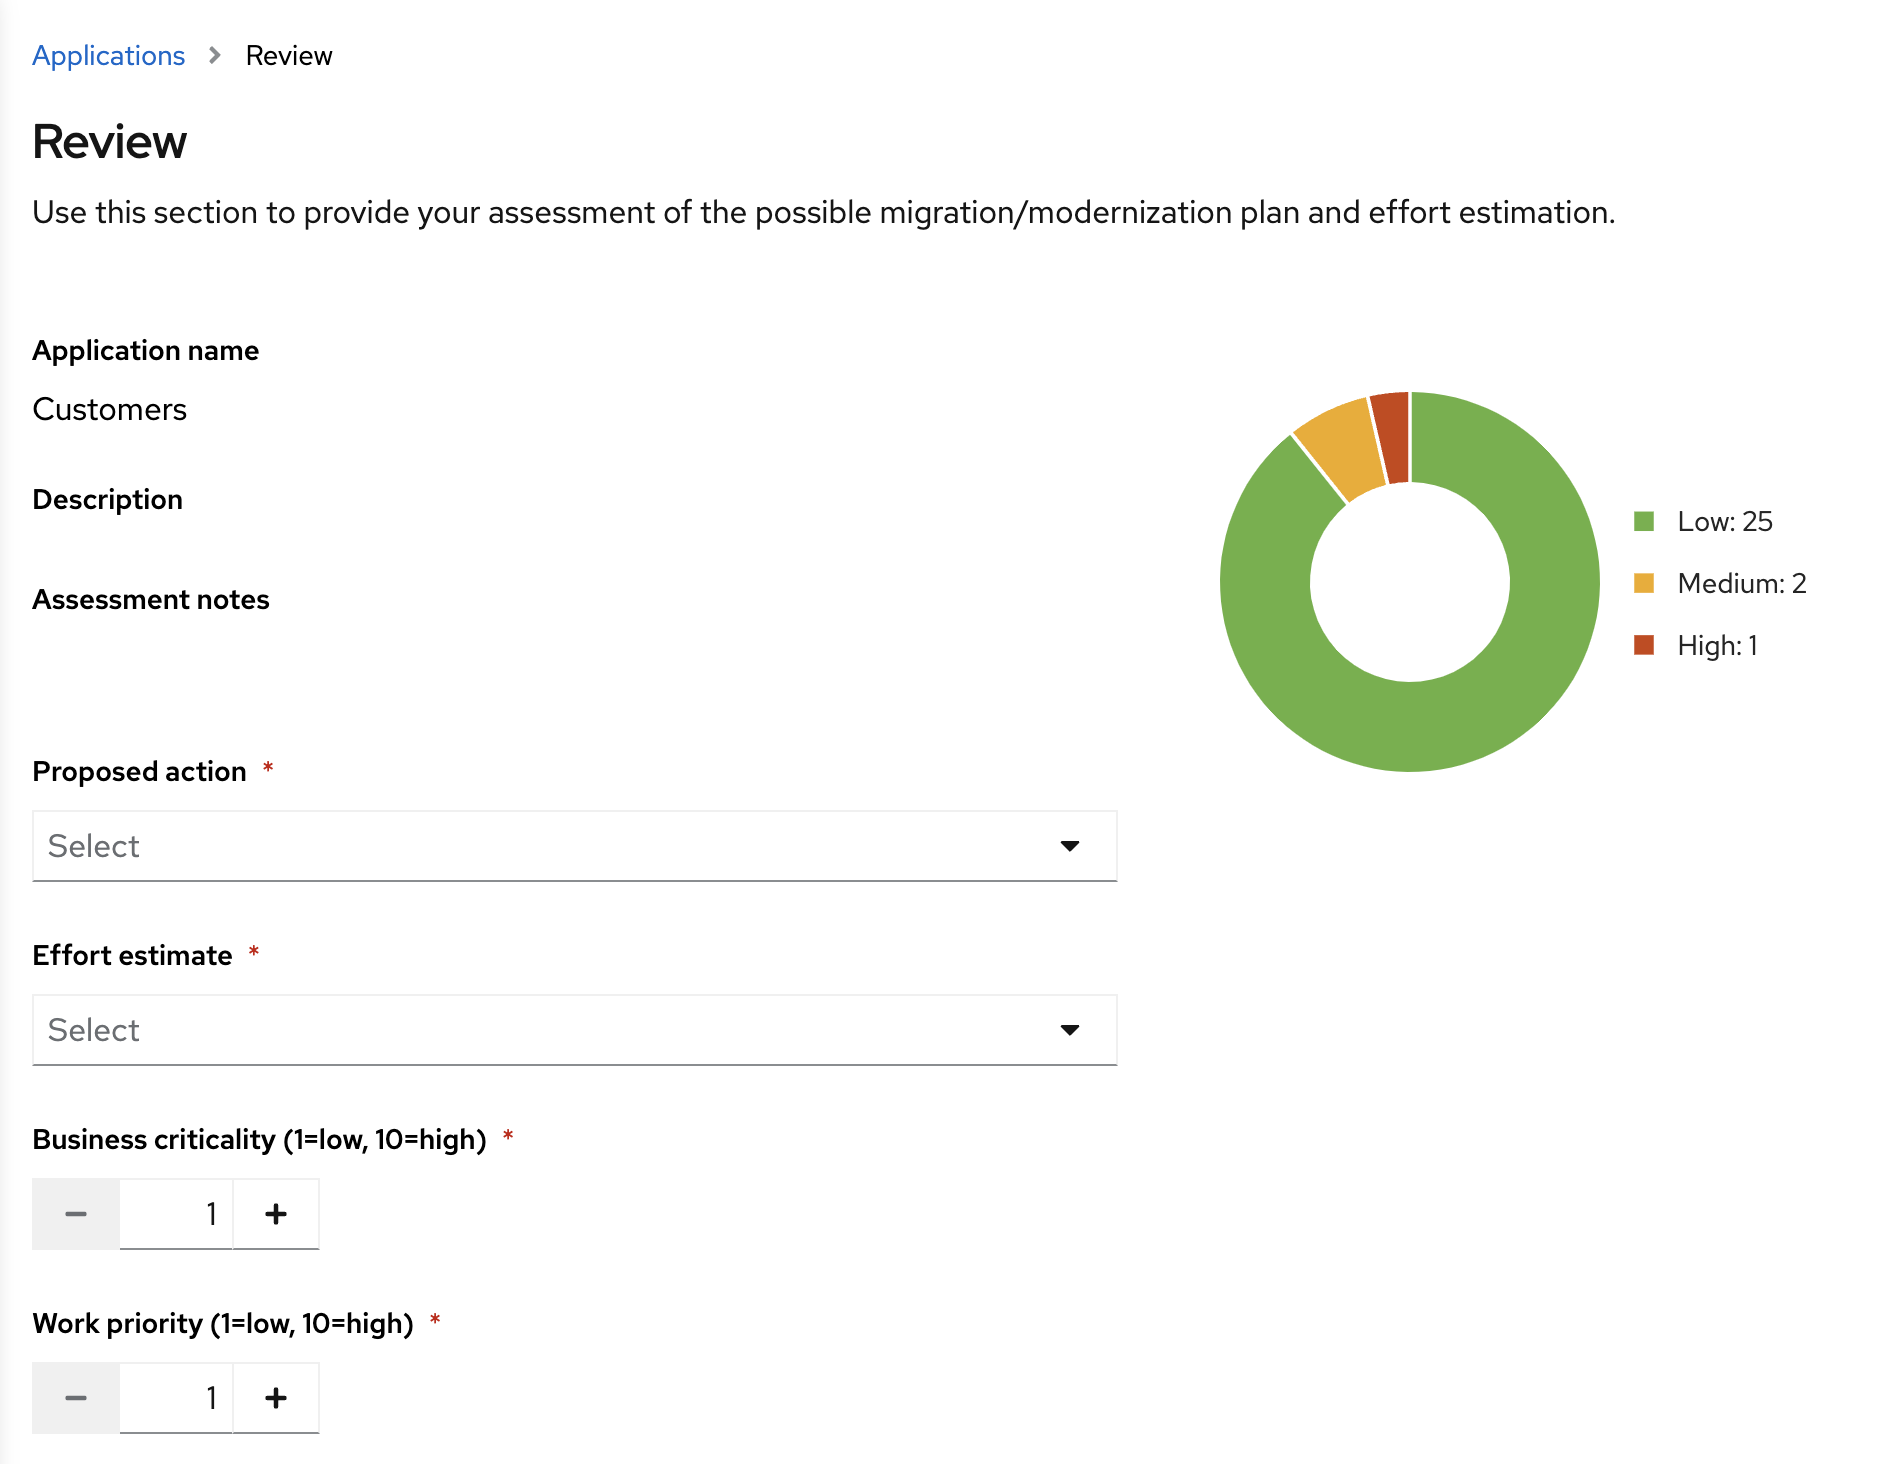 Applications > Review
Review
Use this section to provide your assessment of the possible migration/modernization plan and effort estimation.
Application name
Customers
Description
Assessment notes
Low: 25
Medium: 2
High: 1
Proposed action *
Select
Effort estimate *
Select
Business criticality (1=low, 10=high) *
− 1 +
Work priority (1=low, 10=high) *
− 1 +